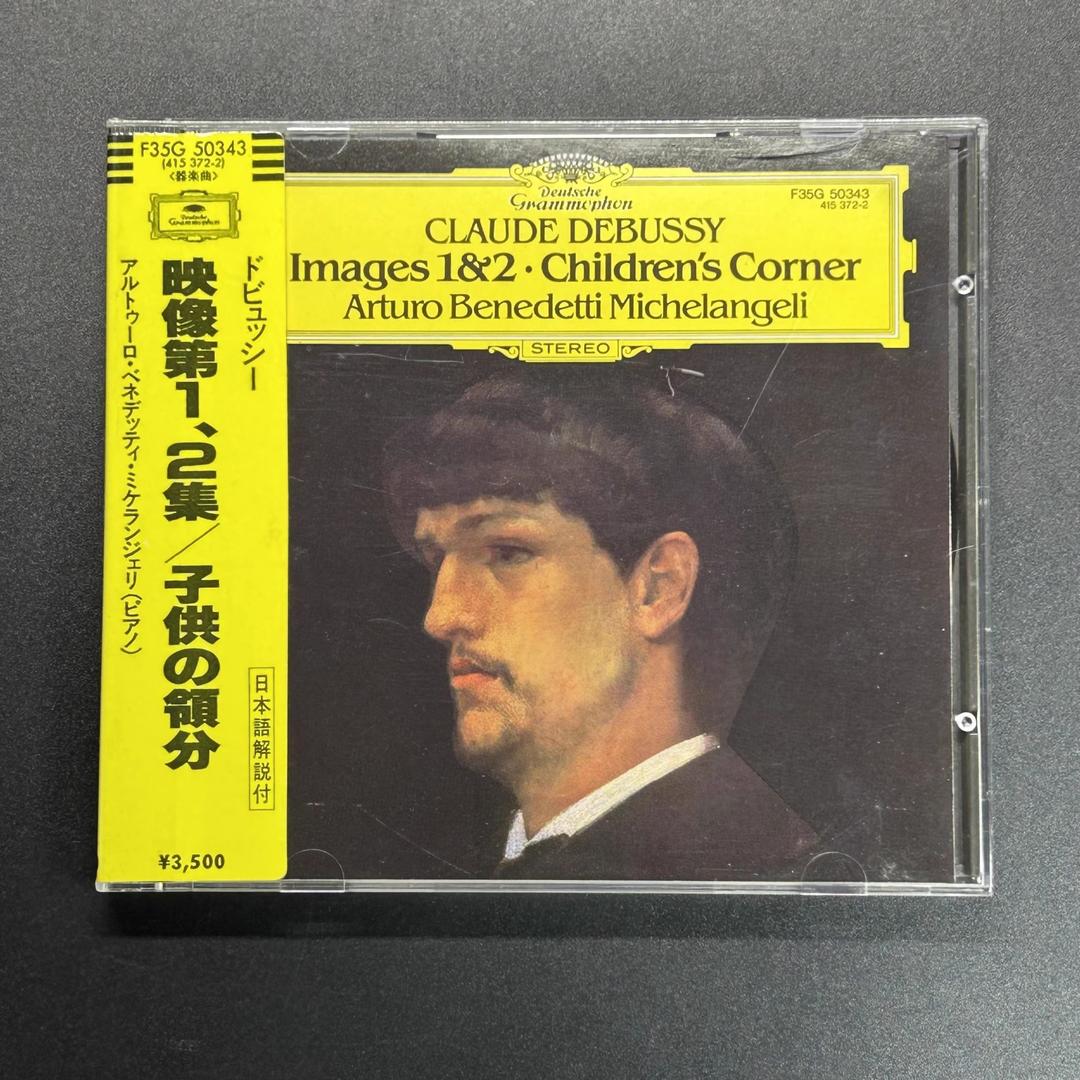 F35G 50343
(415 372-2)
〈器楽曲〉
Deutsche
Grammophon
ドビュッシー
映像第1、2集/子供の領分
アルトゥーロ・ベネデッティ・ミケランジェリ(ピアノ)
日本語解説付
¥3,500
Deutsche
Grammophon
F35G 50343
415 372-2
CLAUDE DEBUSSY
Images 1&2・Children's Corner
Arturo Benedetti Michelangeli
STEREO